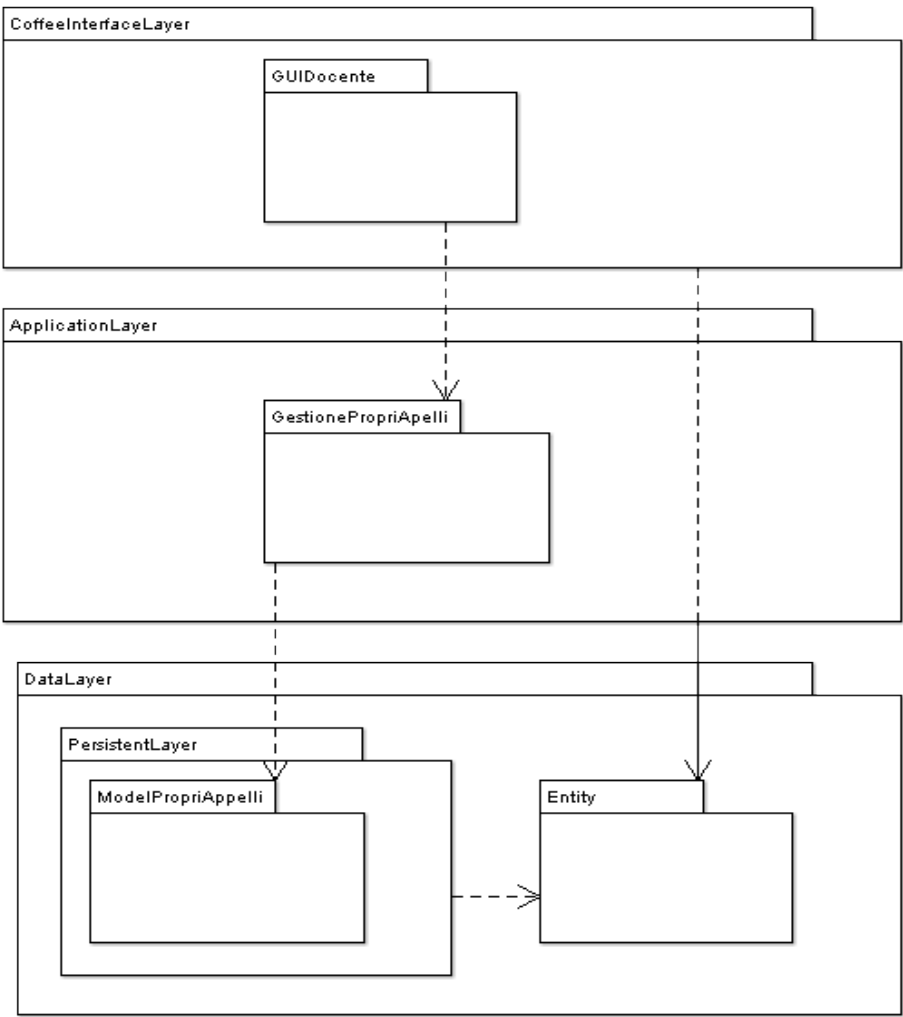 CoffeeInterfaceLayer
GUIDocente
ApplicationLayer
GestionePropriApelli
DataLayer
PersistentLayer
ModelPropriAppelli
Entity